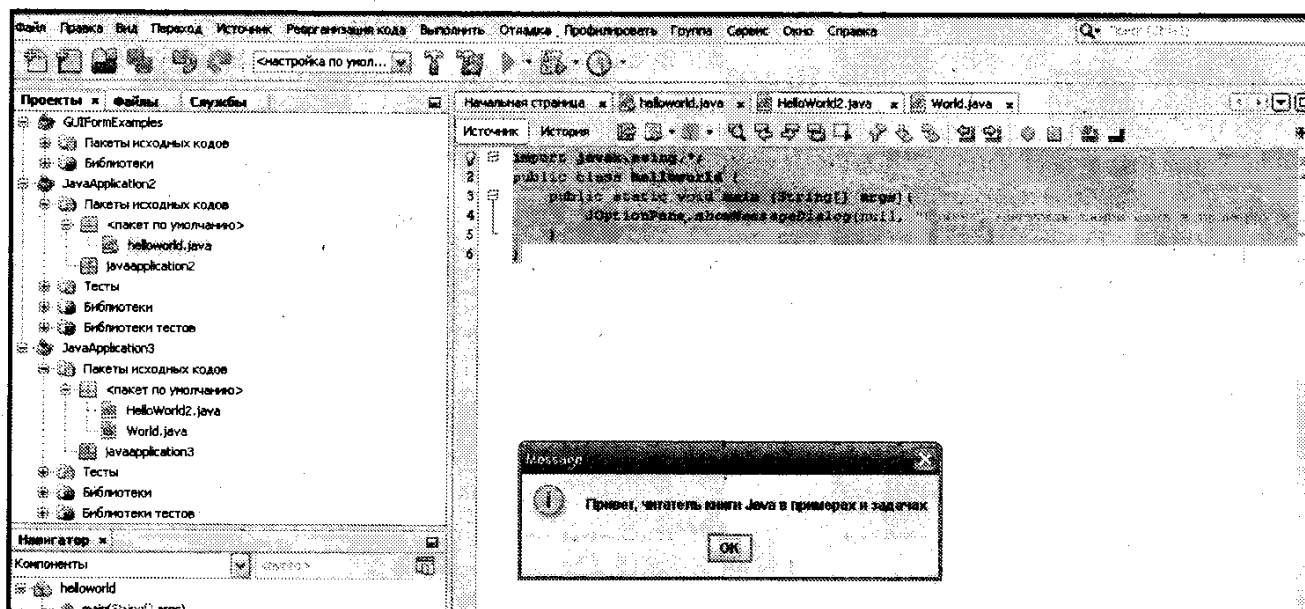 Файл Правка Вид Переход Источник Реорганизация кода Выполнить Отладка Профилировать Группа Сервис Окно Справка
<настройка по умол...
Проекты x Файлы Службы
GUIFormExamples
Пакеты исходных кодов
Библиотеки
JavaApplication2
Пакеты исходных кодов
<пакет по умолчанию>
helloworld.java
javaapplication2
Тесты
Библиотеки
Библиотеки тестов
JavaApplication3
Пакеты исходных кодов
<пакет по умолчанию>
HelloWorld2.java
World.java
javaapplication3
Тесты
Библиотеки
Библиотеки тестов
Навигатор x
Компоненты
helloworld
main(String[] args)
Начальная страница x helloworld.java x HelloWorld2.java x World.java x
Источник История
import javax.swing.*;
2 public class helloworld {
3 public static void main (String[] args){
4 JOptionPane.showMessageDialog(null,
5 }
6 }
Message
Привет, читатель книги Java в примерах и задачах
OK